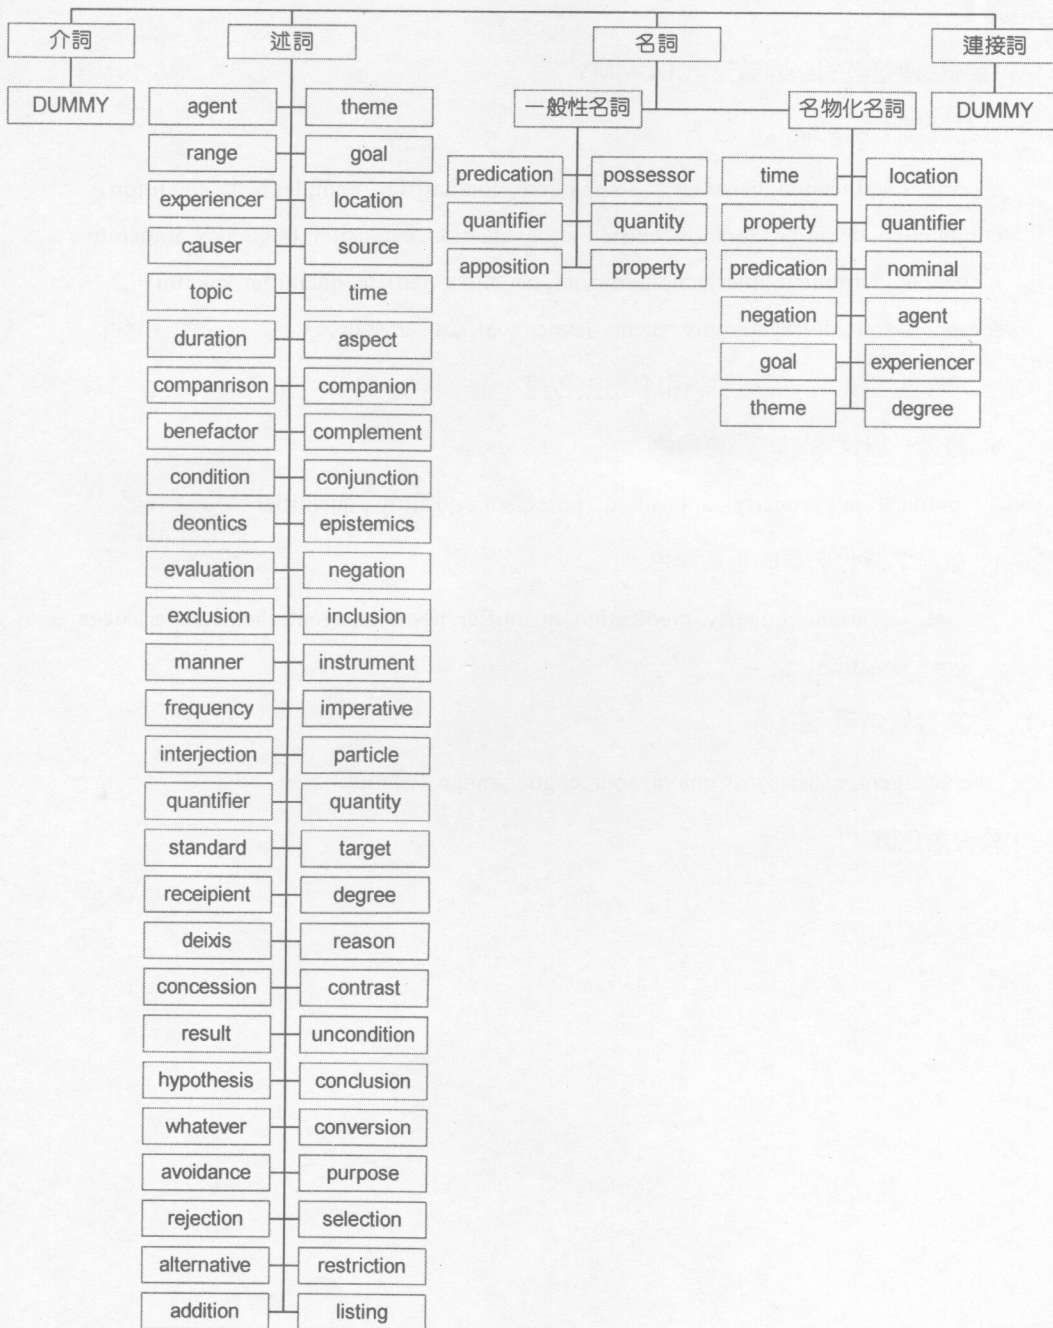 介詞 述詞 名詞 連接詞
DUMMY
agent theme
range goal
experiencer location
causer source
topic time
duration aspect
companrison companion
benefactor complement
condition conjunction
deontics epistemics
evaluation negation
exclusion inclusion
manner instrument
frequency imperative
interjection particle
quantifier quantity
standard target
receipient degree
deixis reason
concession contrast
result uncondition
hypothesis conclusion
whatever conversion
avoidance purpose
rejection selection
alternative restriction
addition listing
一般性名詞 名物化名詞
predication possessor
quantifier quantity
apposition property
time location
property quantifier
predication nominal
negation agent
goal experiencer
theme degree
DUMMY